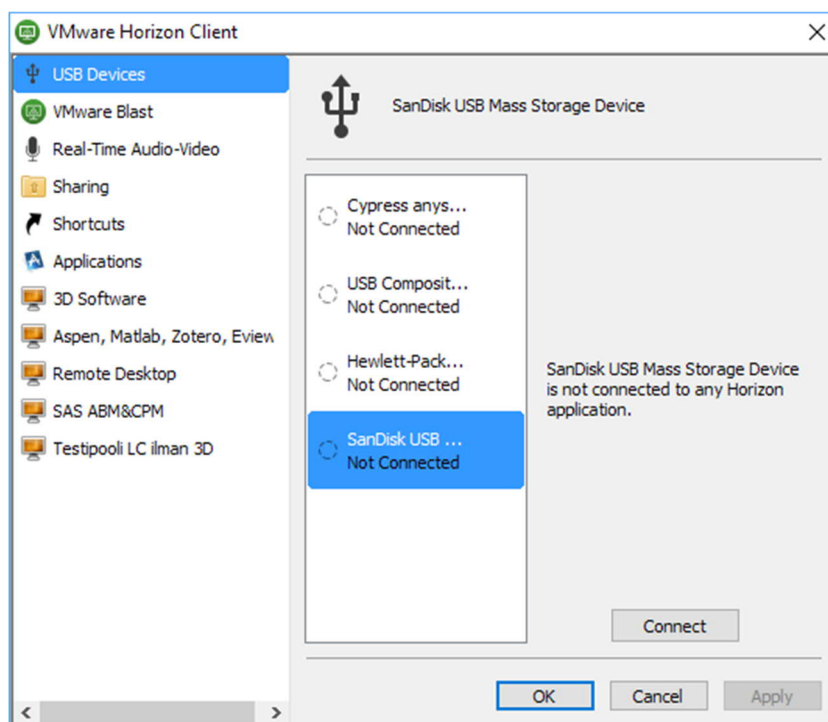 VMware Horizon Client
USB Devices
VMware Blast
Real-Time Audio-Video
Sharing
Shortcuts
Applications
3D Software
Aspen, Matlab, Zotero, Eview
Remote Desktop
SAS ABM&CPM
Testipooli LC ilman 3D
SanDisk USB Mass Storage Device
Cypress anys...
Not Connected
USB Composit...
Not Connected
Hewlett-Pack...
Not Connected
SanDisk USB ...
Not Connected
SanDisk USB Mass Storage Device
is not connected to any Horizon
application.
Connect
OK
Cancel
Apply